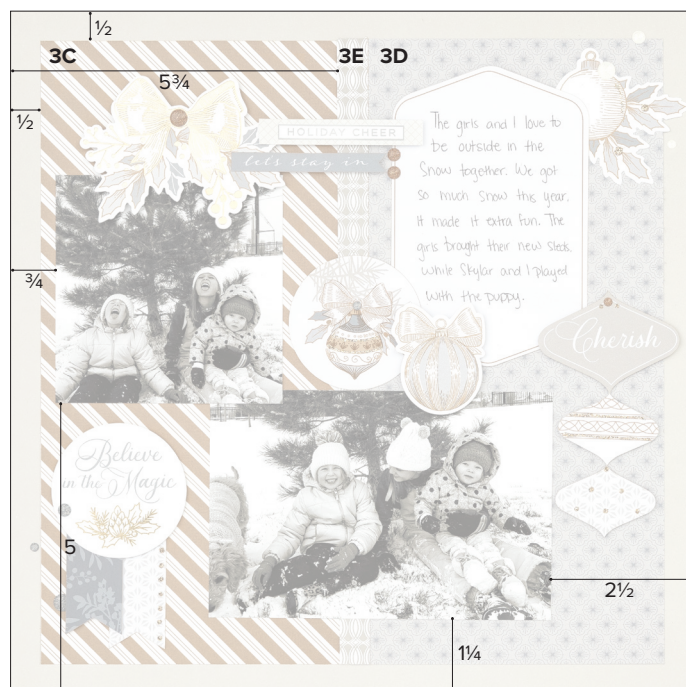 ½
3C
3E
3D
5¾
½
HOLIDAY CHEER
let's stay in
The girls and I love to
be outside in the
Snow together. We got
so much snow this year,
it made it extra fun. The
girls brought their new sleds
while Skylar and I played
with the puppy.
¾
Cherish
Believe
in the Magic
5
2½
1¼